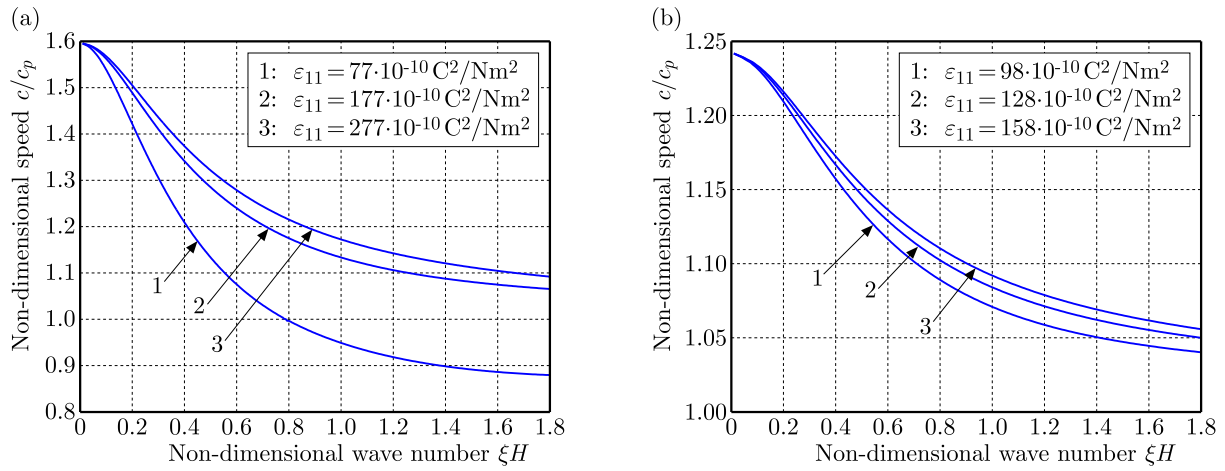 (a)
Non-dimensional speed c/cₚ
1.6
1.5
1.4
1.3
1.2
1.1
1.0
0.9
0.8
1: ε₁₁=77·10⁻¹⁰ C²/Nm²
2: ε₁₁=177·10⁻¹⁰ C²/Nm²
3: ε₁₁=277·10⁻¹⁰ C²/Nm²
1
2
3
0 0.2 0.4 0.6 0.8 1.0 1.2 1.4 1.6 1.8
Non-dimensional wave number ξH
(b)
Non-dimensional speed c/cₚ
1.25
1.20
1.15
1.10
1.05
1.00
1: ε₁₁=98·10⁻¹⁰ C²/Nm²
2: ε₁₁=128·10⁻¹⁰ C²/Nm²
3: ε₁₁=158·10⁻¹⁰ C²/Nm²
1
2
3
0 0.2 0.4 0.6 0.8 1.0 1.2 1.4 1.6 1.8
Non-dimensional wave number ξH